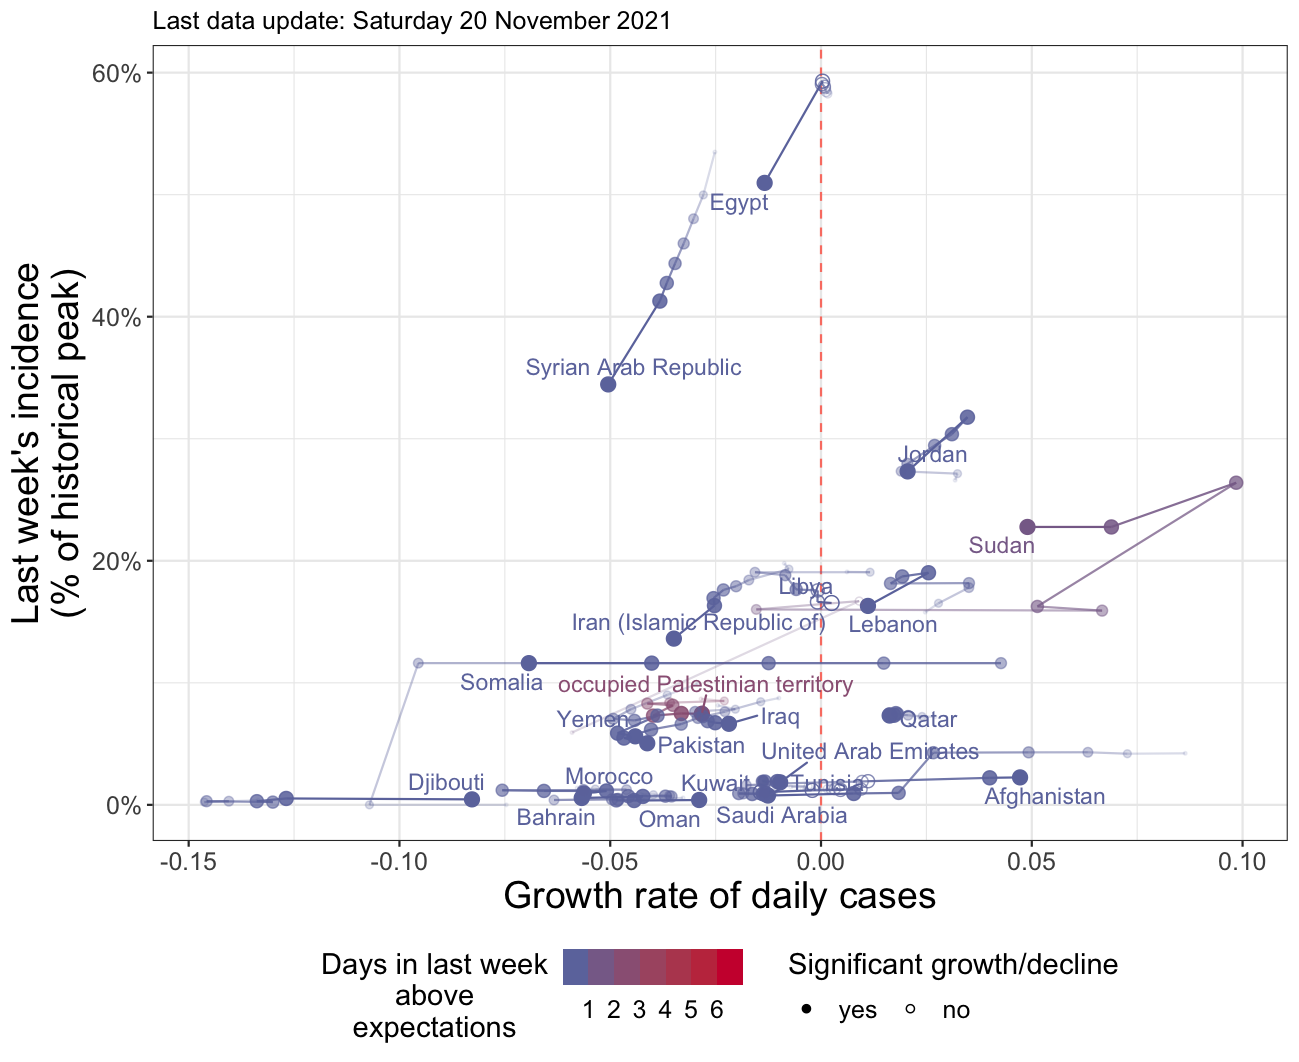 Last data update: Saturday 20 November 2021
Last week's incidence
(% of historical peak)
60%
40%
20%
0%
Egypt
Syrian Arab Republic
Jordan
Sudan
Libya
Iran (Islamic Republic of)
Lebanon
Somalia
occupied Palestinian territory
Yemen
Iraq
Qatar
Pakistan
United Arab Emirates
Djibouti
Morocco
Kuwait
Tunisia
Afghanistan
Bahrain
Oman
Saudi Arabia
-0.15
-0.10
-0.05
0.00
0.05
0.10
Growth rate of daily cases
Days in last week
above
expectations
1 2 3 4 5 6
Significant growth/decline
yes
no